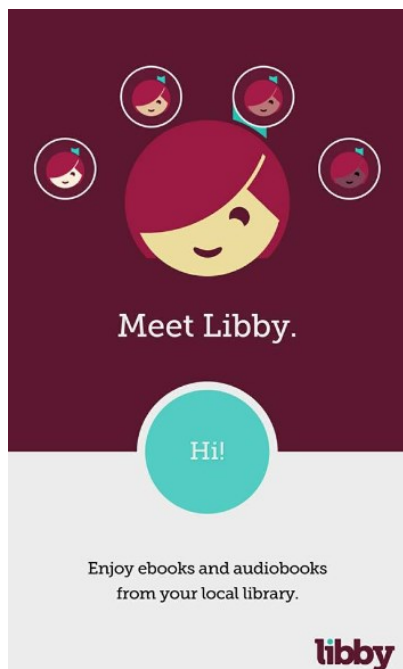 Meet Libby.
Hi!
Enjoy ebooks and audiobooks
from your local library.
libby